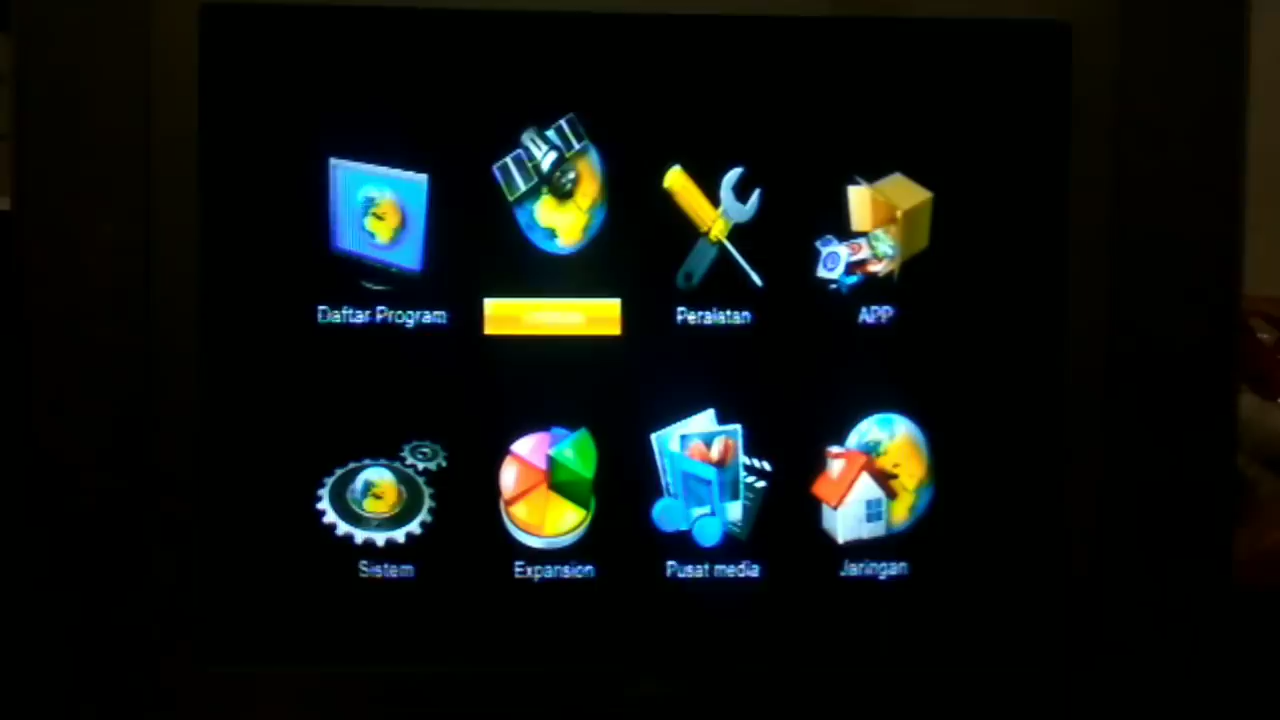 Daftar Program
Peralatan
APP
Sistem
Expansion
Pusat media
Jaringan